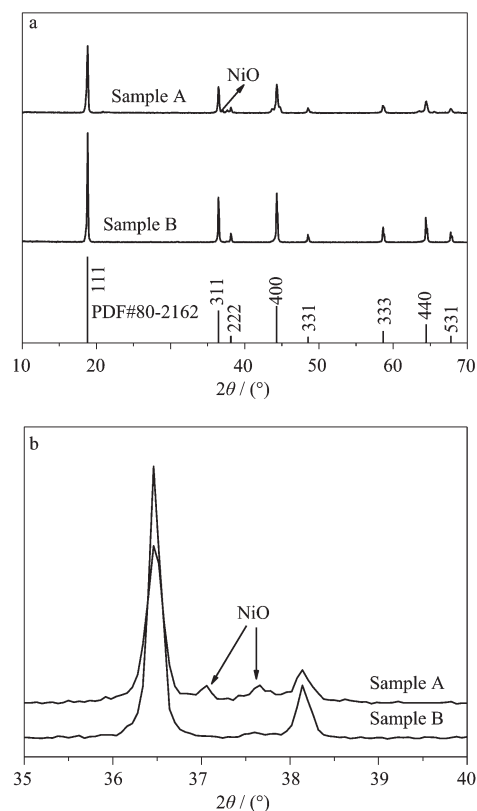 a
NiO
Sample A
Sample B
111
PDF#80-2162
311
222
400
331
333
440
531
10 20 30 40 50 60 70
2θ / (°)
b
NiO
Sample A
Sample B
35 36 37 38 39 40
2θ / (°)